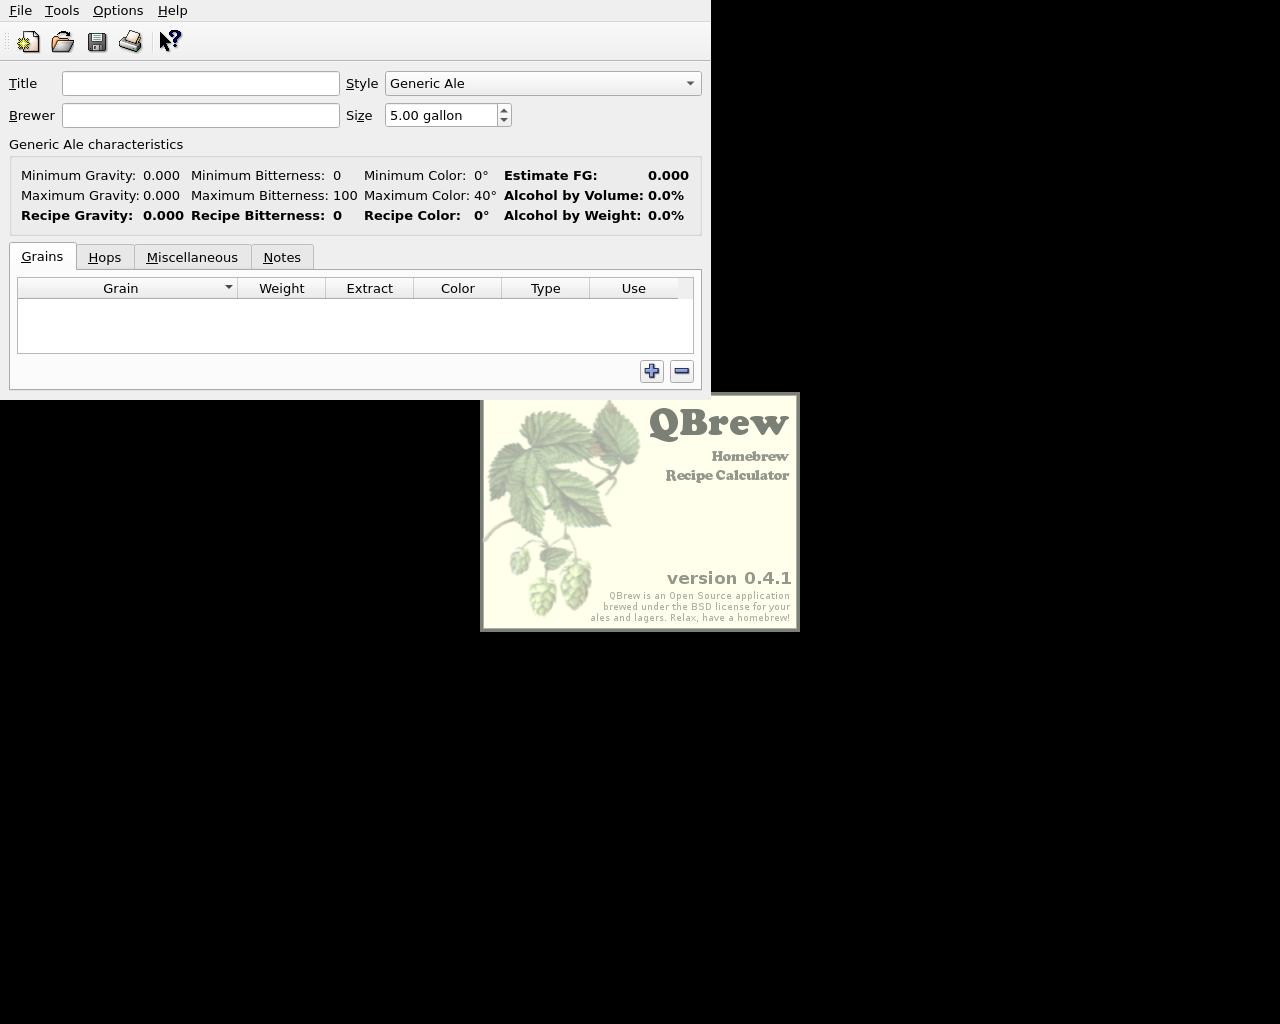 File Tools Options Help
Title Style Generic Ale
Brewer Size 5.00 gallon
Generic Ale characteristics
Minimum Gravity: 0.000 Minimum Bitterness: 0 Minimum Color: 0° Estimate FG: 0.000
Maximum Gravity: 0.000 Maximum Bitterness: 100 Maximum Color: 40° Alcohol by Volume: 0.0%
Recipe Gravity: 0.000 Recipe Bitterness: 0 Recipe Color: 0° Alcohol by Weight: 0.0%
Grains Hops Miscellaneous Notes
Grain Weight Extract Color Type Use
QBrew
Homebrew
Recipe Calculator
version 0.4.1
QBrew is an Open Source application
brewed under the BSD license for your
ales and lagers. Relax, have a homebrew!